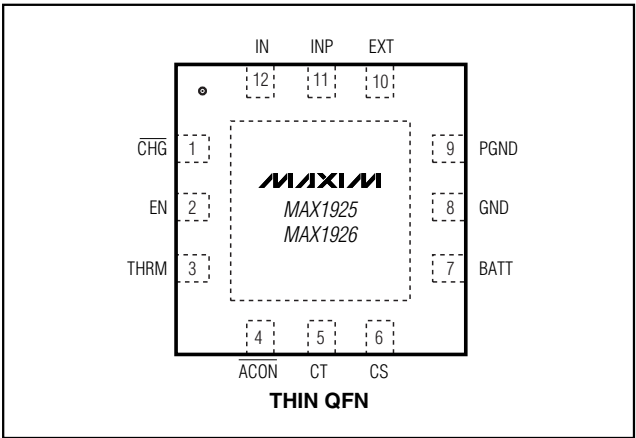 IN INP EXT
12 11 10
CHG 1 9 PGND
MAXIM
EN 2 MAX1925 8 GND
MAX1926
THRM 3 7 BATT
4 5 6
ACON CT CS
THIN QFN